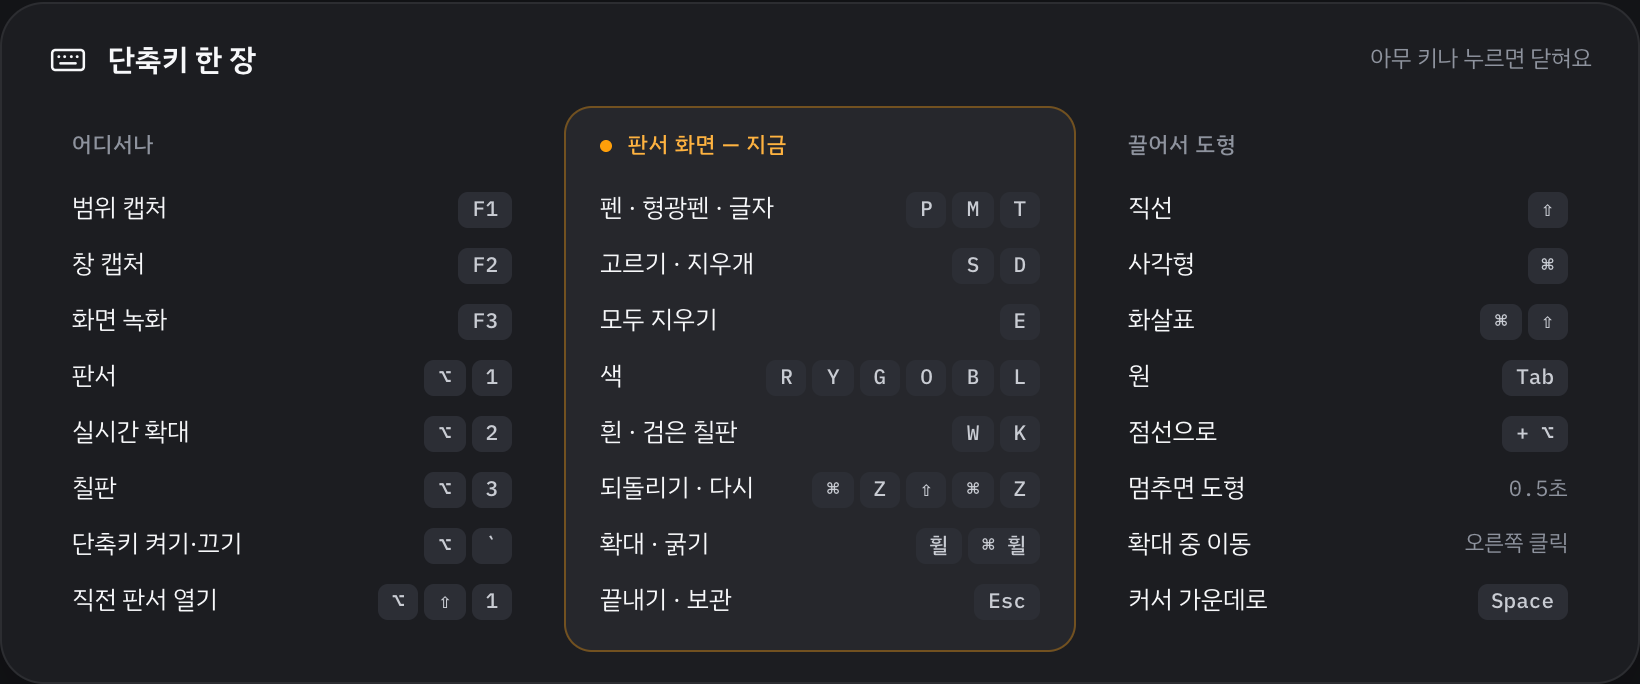 단축키 한 장
아무 키나 누르면 닫혀요
어디서나
범위 캡처 F1
창 캡처 F2
화면 녹화 F3
판서 ⌥ 1
실시간 확대 ⌥ 2
칠판 ⌥ 3
단축키 켜기·끄기 ⌥ `
직전 판서 열기 ⌥ ⇧ 1
판서 화면 — 지금
펜 · 형광펜 · 글자 P M T
고르기 · 지우개 S D
모두 지우기 E
색 R Y G O B L
흰 · 검은 칠판 W K
되돌리기 · 다시 ⌘ Z ⇧ ⌘ Z
확대 · 굵기 휠 ⌘ 휠
끝내기 · 보관 Esc
끌어서 도형
직선 ⇧
사각형 ⌘
화살표 ⌘ ⇧
원 Tab
점선으로 + ⌥
멈추면 도형 0.5초
확대 중 이동 오른쪽 클릭
커서 가운데로 Space